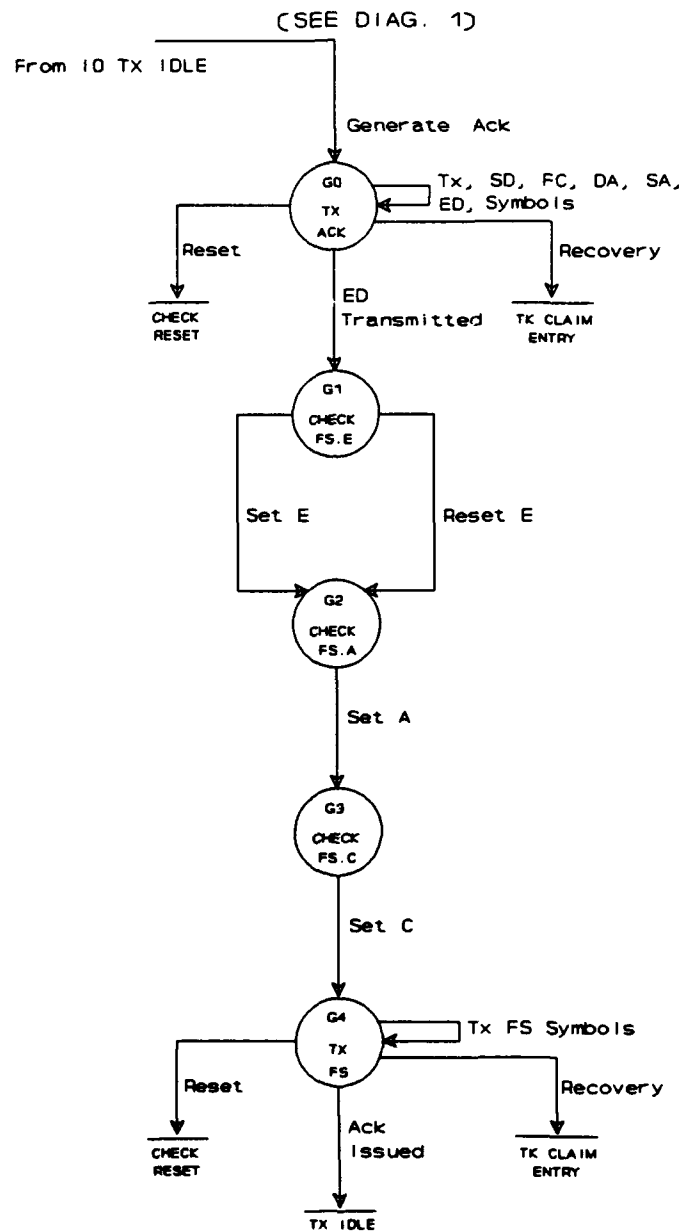 (SEE DIAG. 1)
From 10 TX IDLE
Generate Ack
G0
TX
ACK
Tx, SD, FC, DA, SA,
ED, Symbols
Reset
Recovery
CHECK
RESET
ED
Transmitted
TK CLAIM
ENTRY
G1
CHECK
FS.E
Set E
Reset E
G2
CHECK
FS.A
Set A
G3
CHECK
FS.C
Set C
G4
TX
FS
Tx FS Symbols
Reset
Recovery
CHECK
RESET
Ack
Issued
TK CLAIM
ENTRY
TX IDLE